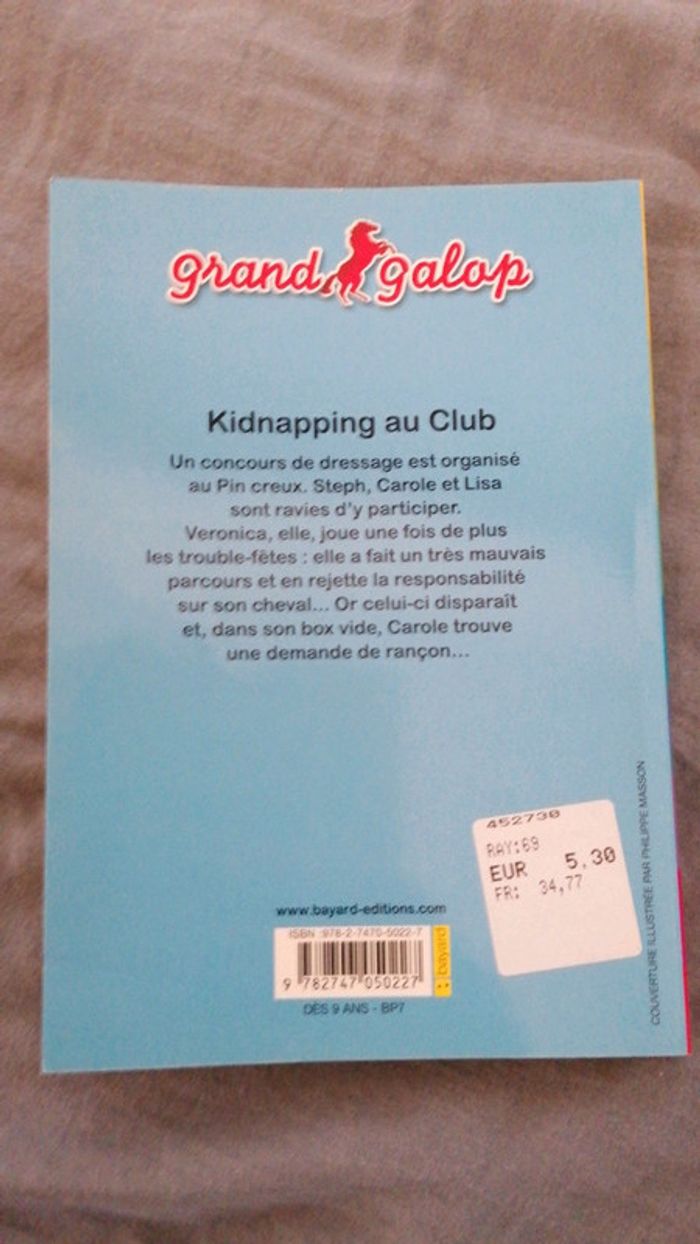 grand galop
Kidnapping au Club
Un concours de dressage est organisé
au Pin creux. Steph, Carole et Lisa
sont ravies d'y participer.
Veronica, elle, joue une fois de plus
les trouble-fêtes : elle a fait un très mauvais
parcours et en rejette la responsabilité
sur son cheval... Or celui-ci disparaît
et, dans son box vide, Carole trouve
une demande de rançon...
452730
RAY:69
EUR 5.30
FR: 34,77
COUVERTURE ILLUSTRÉE PAR PHILIPPE MASSON
www.bayard-editions.com
ISBN :978-2-7470-5022-7
bayard
9 782747 050227
DÈS 9 ANS - BP7